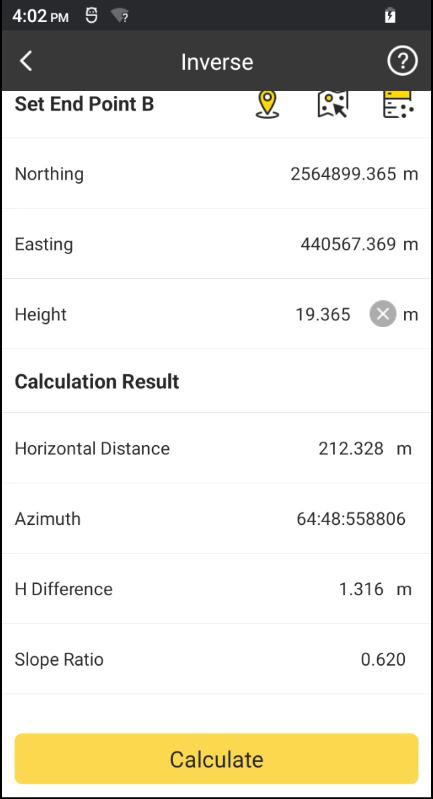 4:02 PM
Inverse
Set End Point B
Northing 2564899.365 m
Easting 440567.369 m
Height 19.365 m
Calculation Result
Horizontal Distance 212.328 m
Azimuth 64:48:558806
H Difference 1.316 m
Slope Ratio 0.620
Calculate